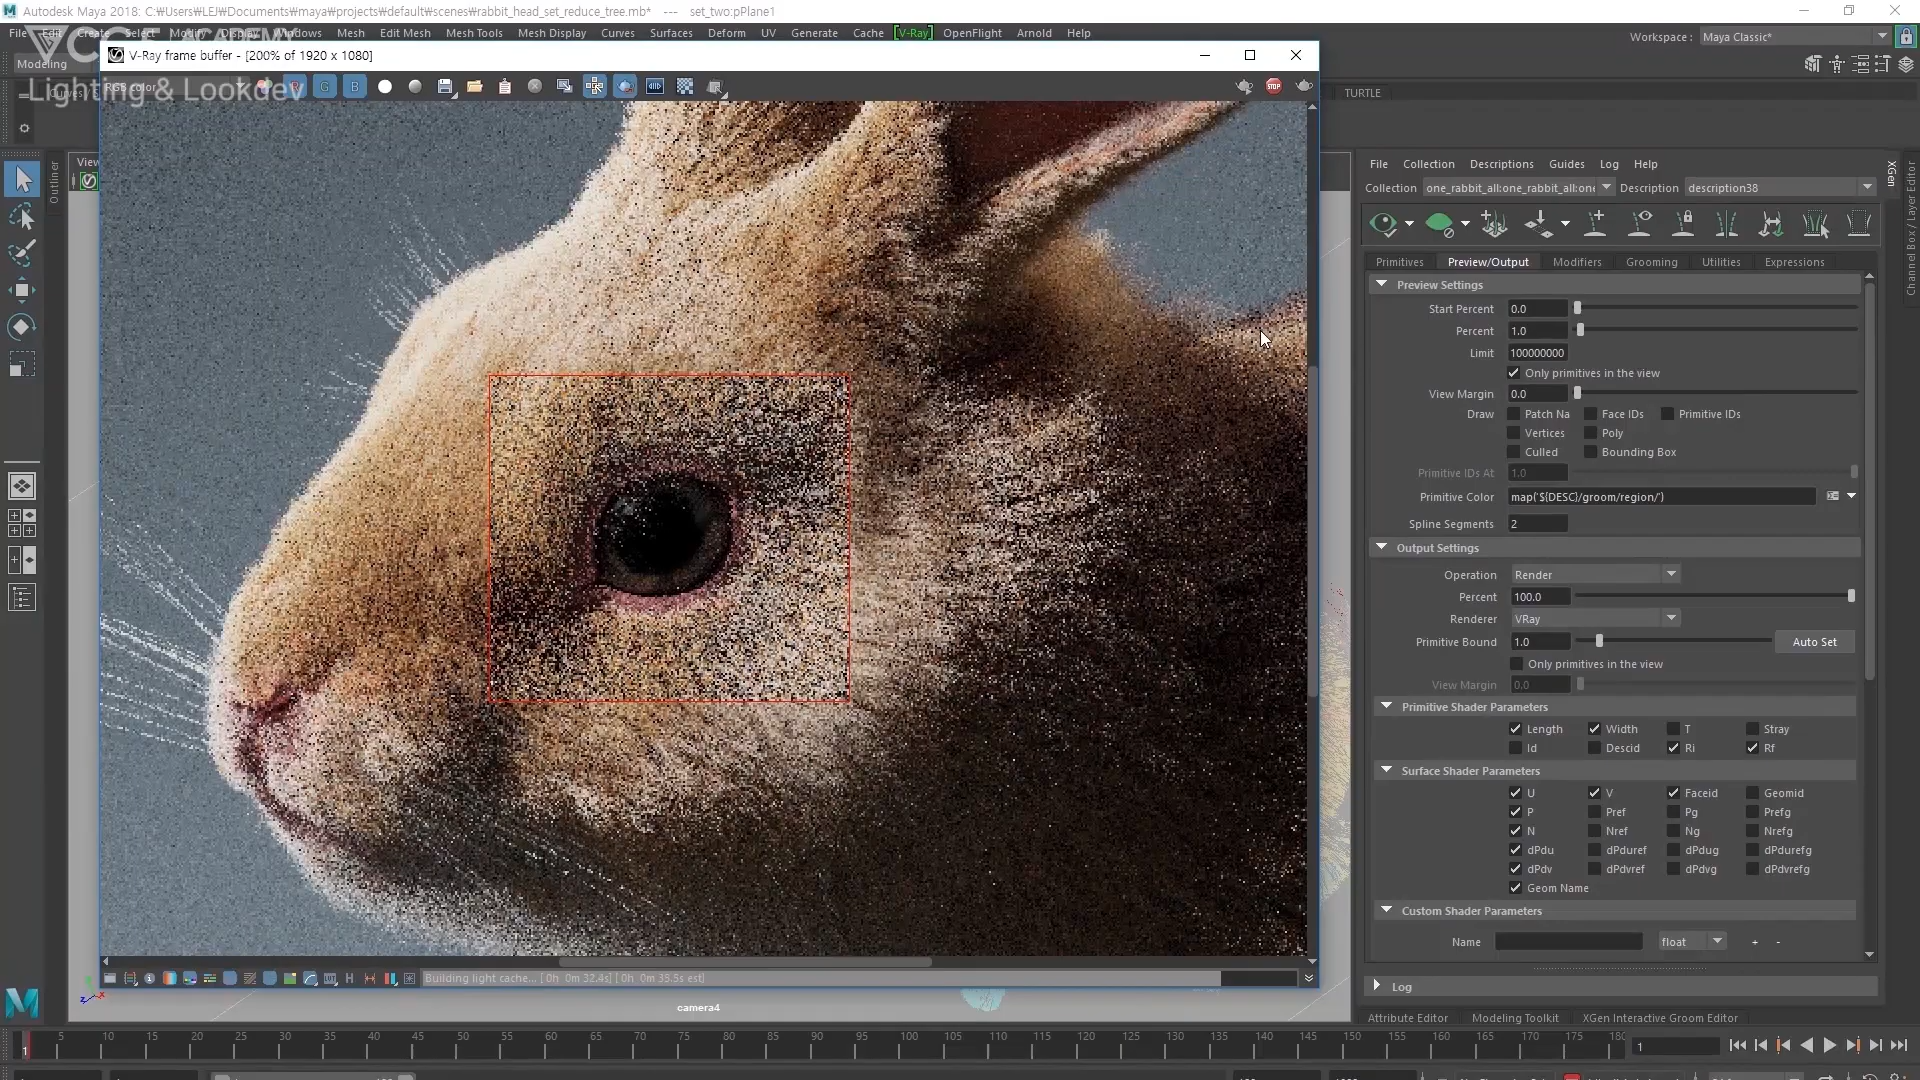 Autodesk Maya 2018: C:₩Users₩LEJ₩Documents₩maya₩projects₩default₩scenes₩rabbit_head_set_reduce_tree.mb* --- set_two:pPlane1
File Edit Create Select Modify Display Windows Mesh Edit Mesh Mesh Tools Mesh Display Curves Surfaces Deform UV Generate Cache [V-Ray] OpenFlight Arnold Help
Workspace : Maya Classic*
ACADEMY
Lighting & Lookdev
Modeling
V-Ray frame buffer - [200% of 1920 x 1080]
RGB color
R G B
STOP
TURTLE
View
Outliner
XGen
Channel Box / Layer Editor
File Collection Descriptions Guides Log Help
Collection one_rabbit_all:one_rabbit_all:one Description description38
Primitives Preview/Output Modifiers Grooming Utilities Expressions
Preview Settings
Start Percent 0.0
Percent 1.0
Limit 100000000
Only primitives in the view
View Margin 0.0
Draw Patch Na Face IDs Primitive IDs
Vertices Poly
Culled Bounding Box
Primitive IDs At 1.0
Primitive Color map('${DESC}/groom/region/')
Spline Segments 2
Output Settings
Operation Render
Percent 100.0
Renderer VRay
Primitive Bound 1.0 Auto Set
Only primitives in the view
View Margin 0.0
Primitive Shader Parameters
Length Width T Stray
Id Descid Ri Rf
Surface Shader Parameters
U V Faceid Geomid
P Pref Pg Prefg
N Nref Ng Nrefg
dPdu dPduref dPdug dPdurefg
dPdv dPdvref dPdvg dPdvrefg
Geom Name
Custom Shader Parameters
Name float + -
Log
Building light cache... [ 0h 0m 32.4s] [ 0h 0m 35.5s est]
camera4
Attribute Editor Modeling Toolkit XGen Interactive Groom Editor
1 5 10 15 20 25 30 35 40 45 50 55 60 65 70 75 80 85 90 95 100 105 110 115 120 125 130 135 140 145 150 155 160 165 170 175 180
1